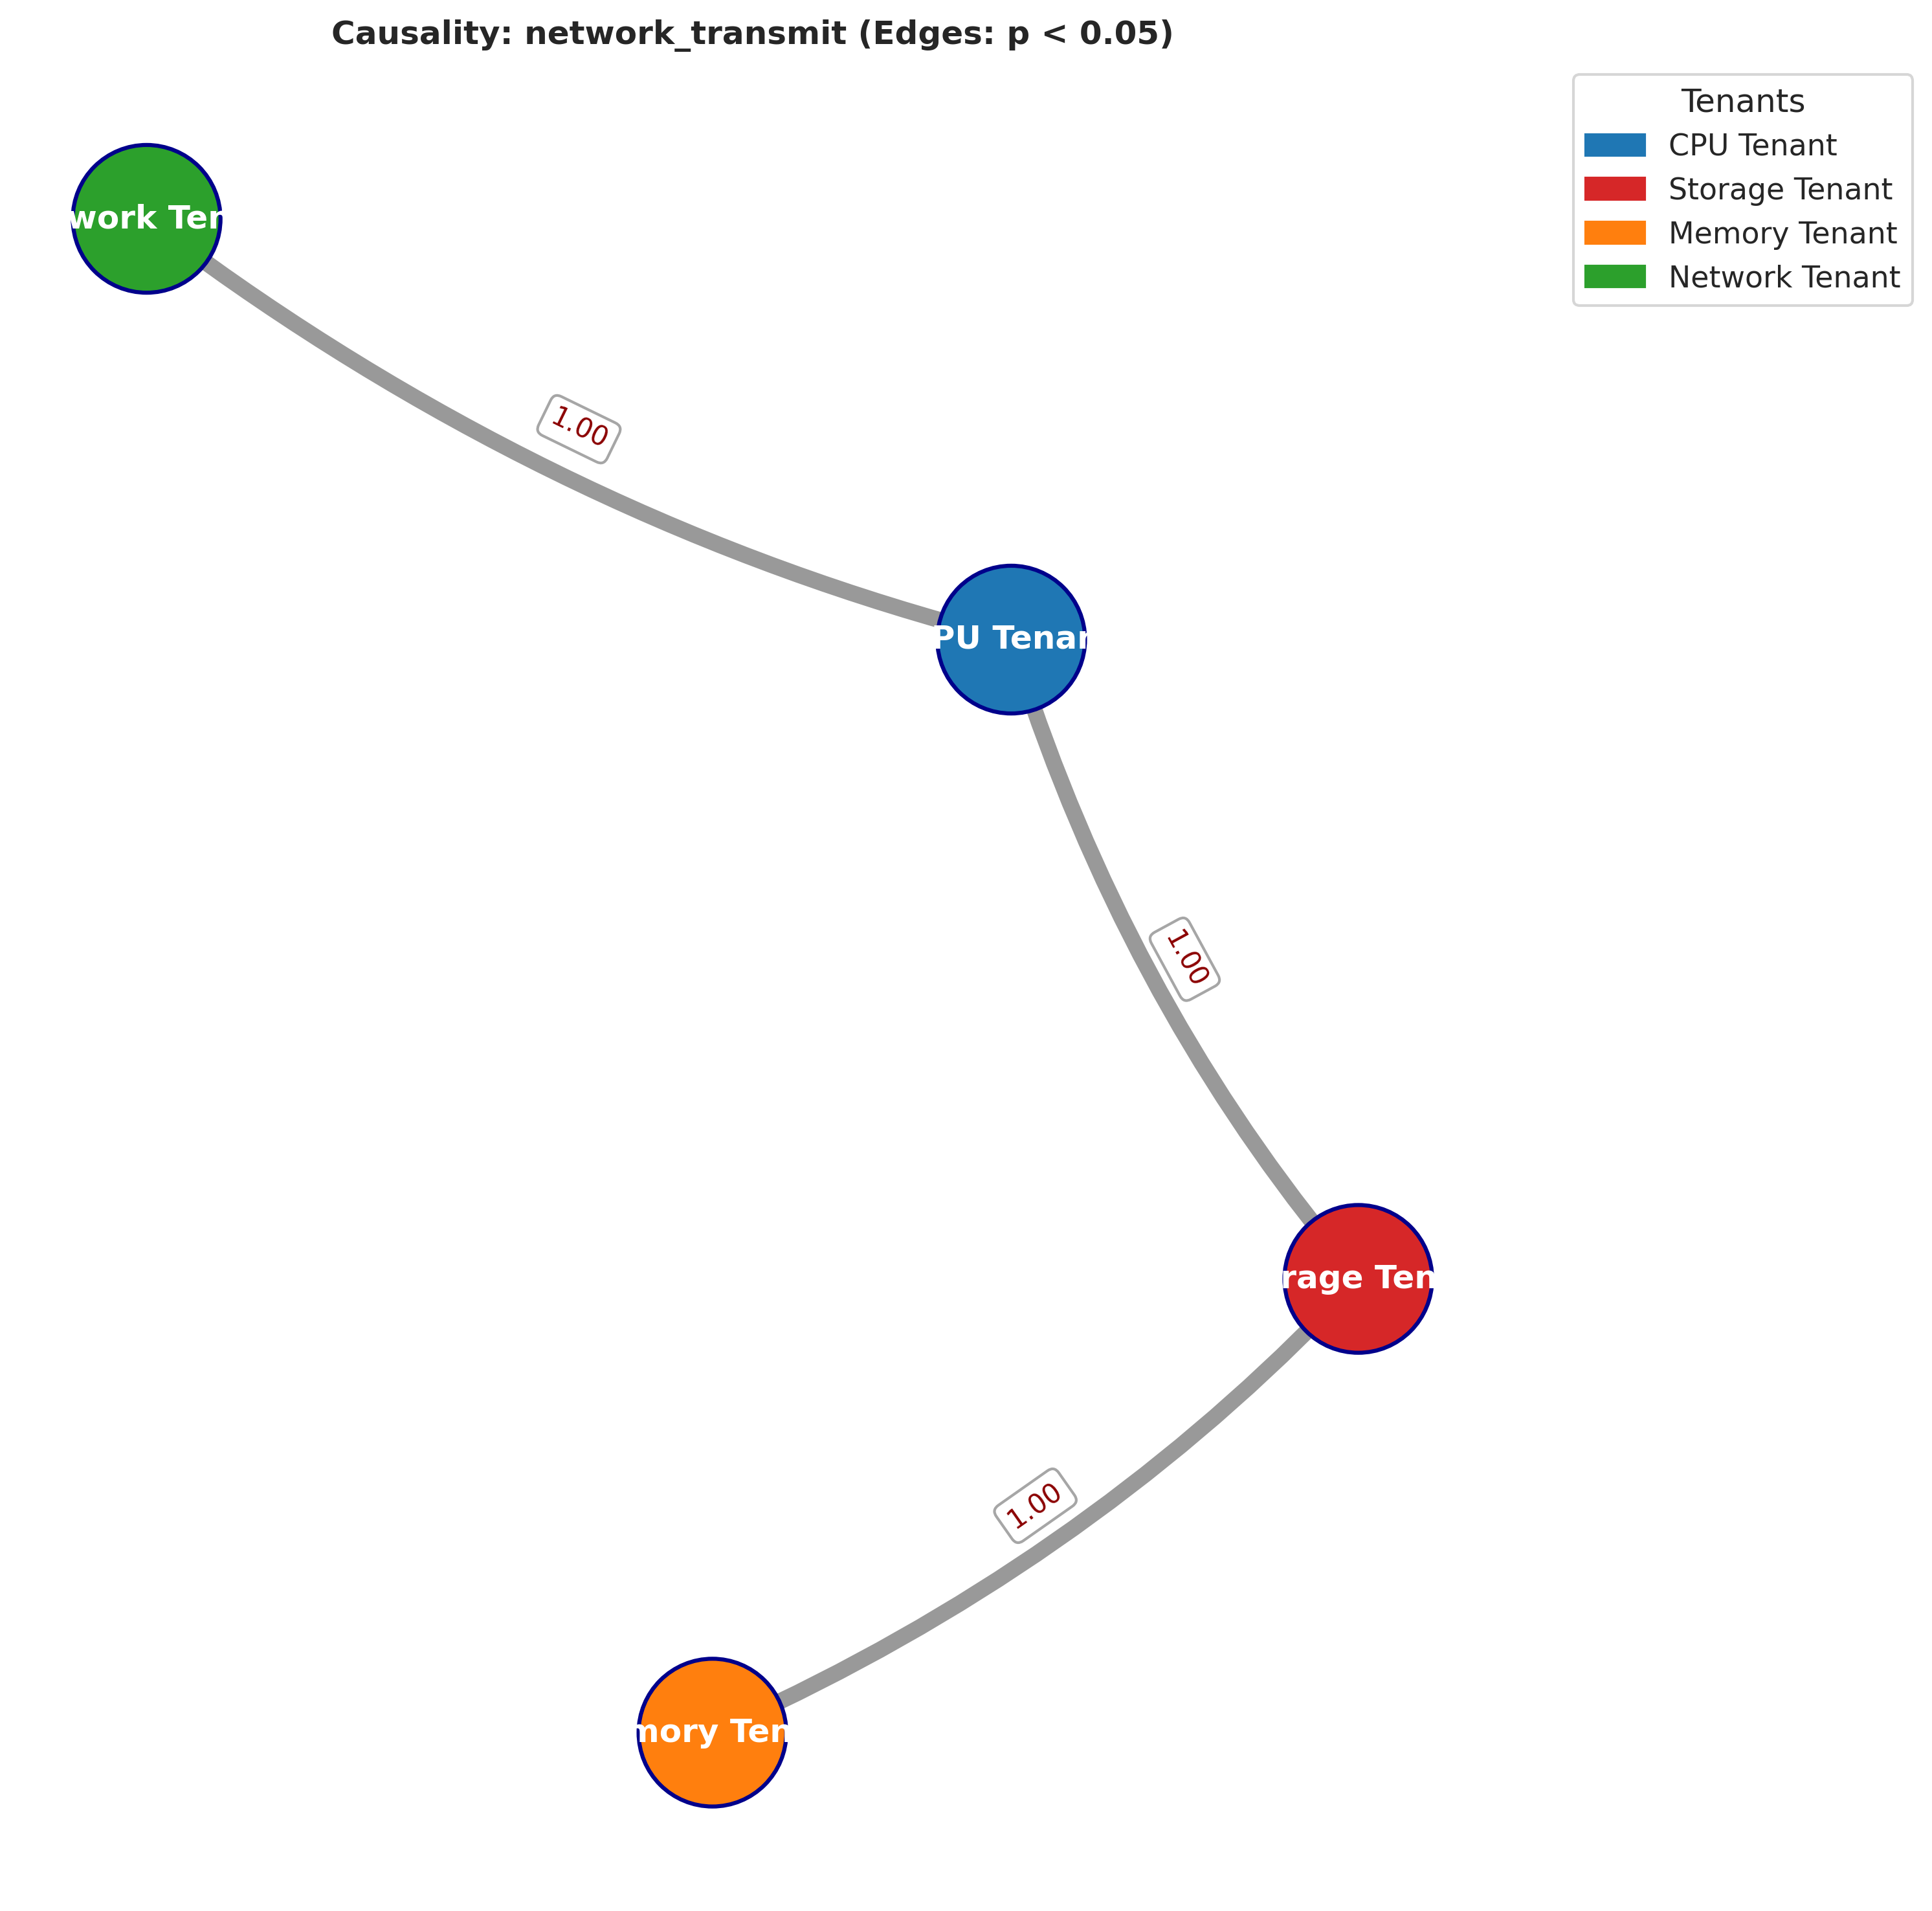 Causality: network_transmit (Edges: p < 0.05)
Tenants
CPU Tenant
Storage Tenant
Memory Tenant
Network Tenant
work Ten
1.00
PU Tenan
1.00
rage Ten
1.00
mory Ten